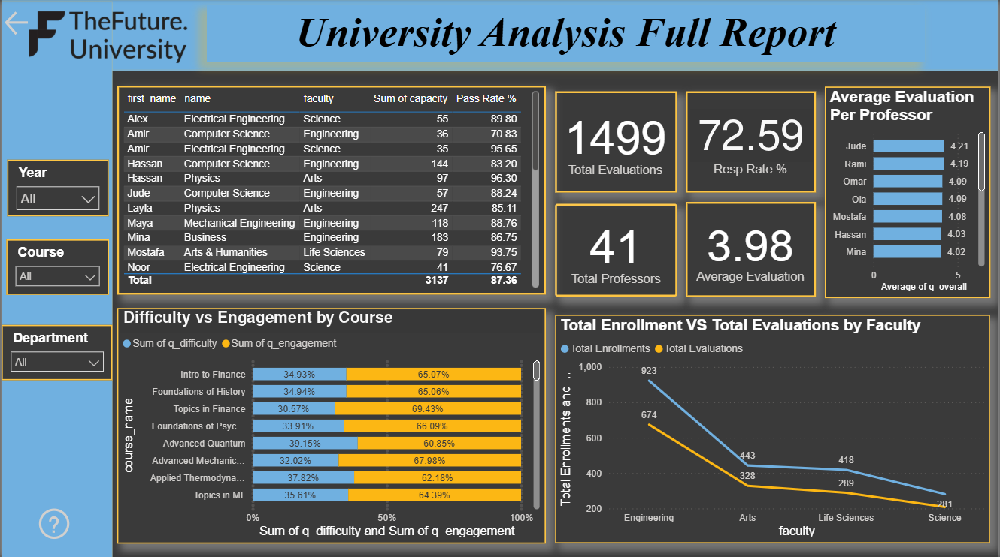 TheFuture.
University
University Analysis Full Report
Year
All
Course
All
Department
All
?
first_name name faculty Sum of capacity Pass Rate %
Alex Electrical Engineering Science 55 89.80
Amir Computer Science Engineering 36 70.83
Amir Electrical Engineering Science 35 95.65
Hassan Computer Science Engineering 144 83.20
Hassan Physics Arts 97 96.30
Jude Computer Science Engineering 57 88.24
Layla Physics Arts 247 85.11
Maya Mechanical Engineering Engineering 118 88.76
Mina Business Engineering 183 86.75
Mostafa Arts & Humanities Life Sciences 79 93.75
Noor Electrical Engineering Science 41 76.67
Total 3137 87.36
1499
Total Evaluations
72.59
Resp Rate %
41
Total Professors
3.98
Average Evaluation
Average Evaluation
Per Professor
Jude 4.21
Rami 4.19
Omar 4.09
Ola 4.09
Mostafa 4.08
Hassan 4.03
Mina 4.02
0 5
Average of q_overall
Difficulty vs Engagement by Course
Sum of q_difficulty Sum of q_engagement
course_name
Intro to Finance 34.93% 65.07%
Foundations of History 34.94% 65.06%
Topics in Finance 30.57% 69.43%
Foundations of Psyc... 33.91% 66.09%
Advanced Quantum 39.15% 60.85%
Advanced Mechanic... 32.02% 67.98%
Applied Thermodyna... 37.82% 62.18%
Topics in ML 35.61% 64.39%
0% 50% 100%
Sum of q_difficulty and Sum of q_engagement
Total Enrollment VS Total Evaluations by Faculty
Total Enrollments Total Evaluations
Total Enrollments and ...
1,000
800
600
400
200
923
674
443
328
418
289
281
Engineering Arts Life Sciences Science
faculty